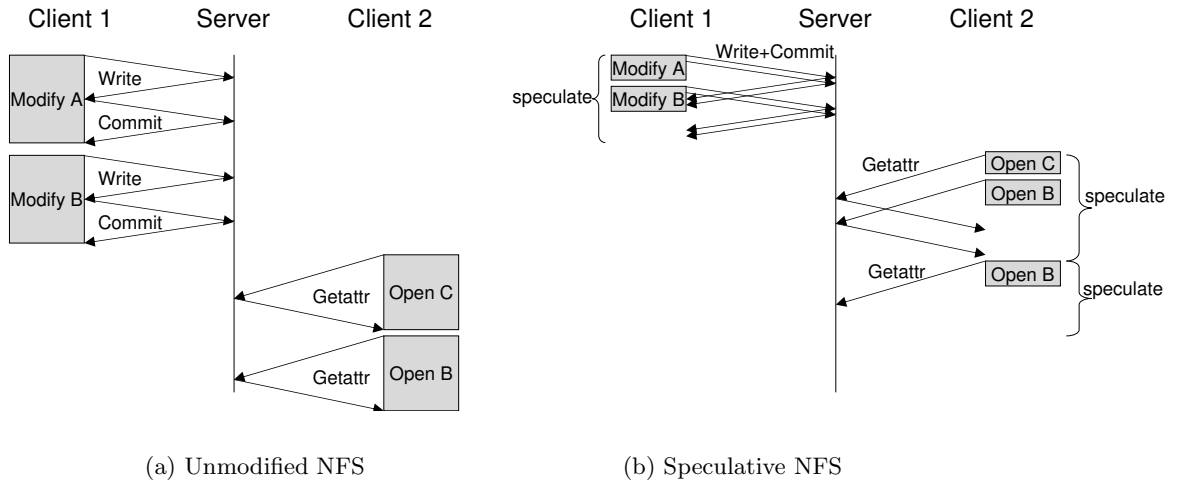 Client 1 Server Client 2
Modify A
Write
Commit
Modify B
Write
Commit
Getattr
Open C
Getattr
Open B
(a) Unmodified NFS
Client 1 Server Client 2
Write+Commit
Modify A
speculate
Modify B
Getattr
Open C
Open B
speculate
Getattr
Open B
speculate
(b) Speculative NFS